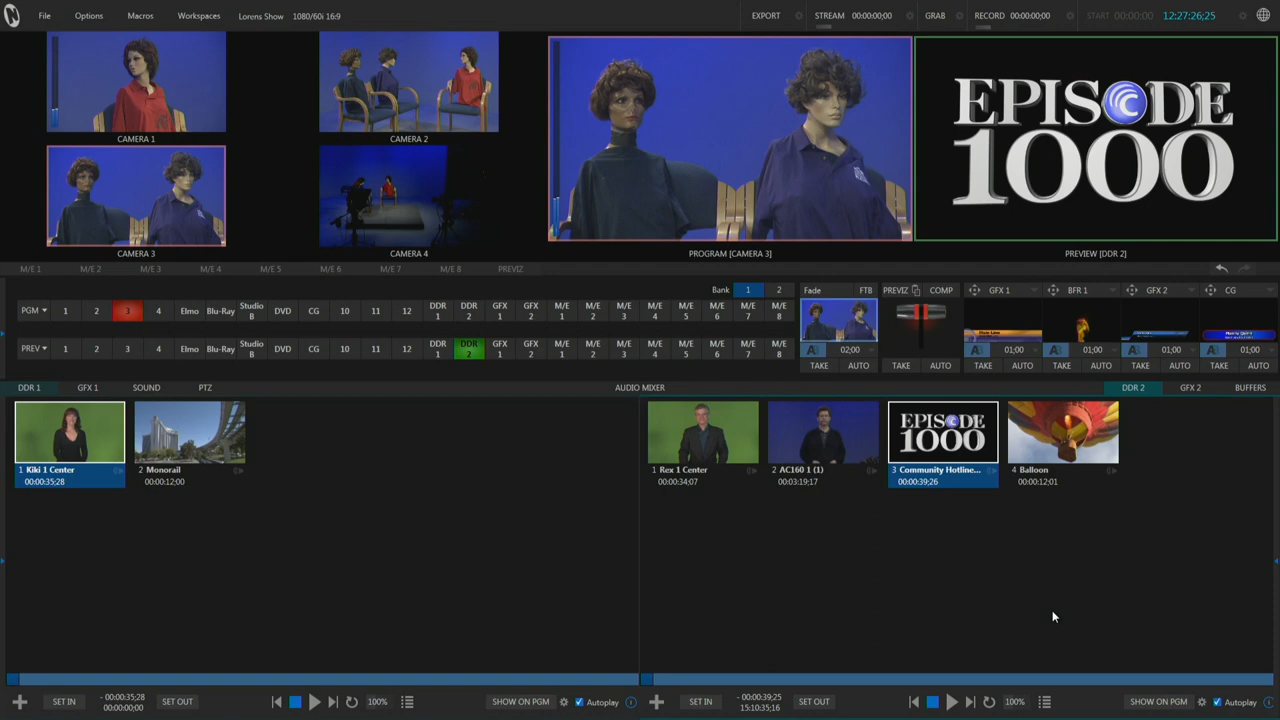 File Options Macros Workspaces Lorens Show 1080/60i 16:9 EXPORT STREAM 00:00:00;00 GRAB RECORD 00:00:00;00 START 00:00:00 12:27:26;25
CAMERA 1
CAMERA 2
CAMERA 3
CAMERA 4
EPISODE
1000
PROGRAM [CAMERA 3]
PREVIEW [DDR 2]
M/E 1 M/E 2 M/E 3 M/E 4 M/E 5 M/E 6 M/E 7 M/E 8 PREVIZ
Bank 1 2
PGM 1 2 3 4 Elmo Blu-Ray Studio B DVD CG 10 11 12 DDR 1 DDR 2 GFX 1 GFX 2 M/E 1 M/E 2 M/E 3 M/E 4 M/E 5 M/E 6 M/E 7 M/E 8
PREV 1 2 3 4 Elmo Blu-Ray Studio B DVD CG 10 11 12 DDR 1 DDR 2 GFX 1 GFX 2 M/E 1 M/E 2 M/E 3 M/E 4 M/E 5 M/E 6 M/E 7 M/E 8
Fade FTB PREVIZ COMP GFX 1 BFR 1 GFX 2 CG
02;00 01;00 01;00 01;00 01;00
TAKE AUTO TAKE AUTO TAKE AUTO TAKE AUTO TAKE AUTO TAKE AUTO
DDR 1 GFX 1 SOUND PTZ AUDIO MIXER DDR 2 GFX 2 BUFFERS
1 Kiki 1 Center
00:00:35;28
2 Monorail
00:00:12;00
1 Rex 1 Center
00:00:34;07
2 AC160 1 (1)
00:03:19;17
EPISODE
1000
3 Community Hotline...
00:00:39;26
4 Balloon
00:00:12;01
SET IN - 00:00:35;28 SET OUT 100% SHOW ON PGM Autoplay
00:00:00;00
SET IN - 00:00:39;25 SET OUT 100% SHOW ON PGM Autoplay
15:10:35;16